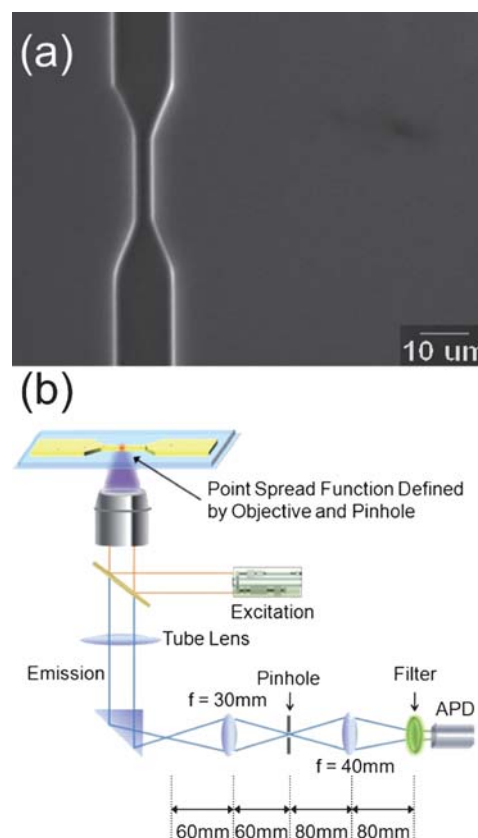 (a)
10 um
(b)
Point Spread Function Defined
by Objective and Pinhole
Excitation
Tube Lens
Emission
Pinhole
Filter
f = 30mm
APD
f = 40mm
60mm 60mm 80mm 80mm